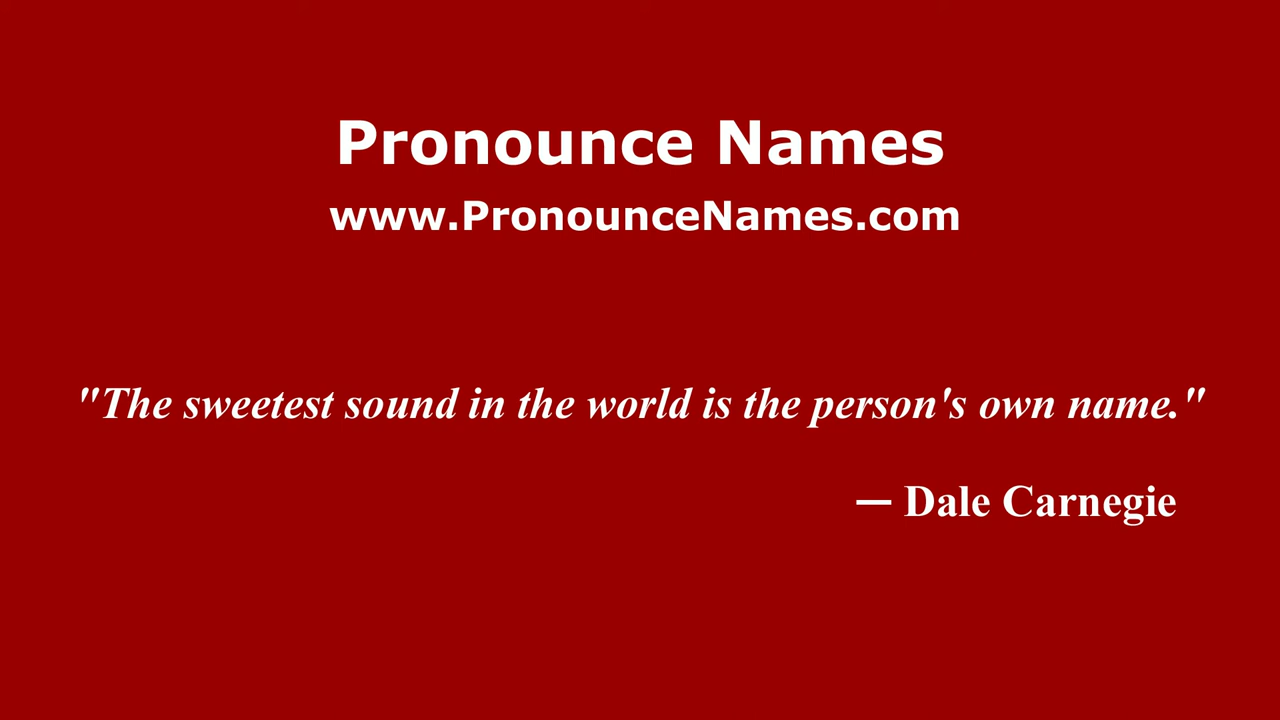 Pronounce Names
www.PronounceNames.com
"The sweetest sound in the world is the person's own name."
— Dale Carnegie